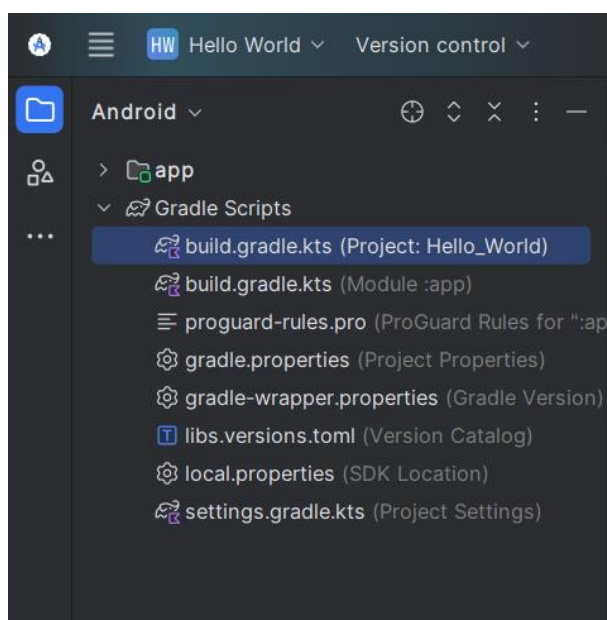 HW Hello World Version control
Android
app
Gradle Scripts
build.gradle.kts (Project: Hello_World)
build.gradle.kts (Module :app)
proguard-rules.pro (ProGuard Rules for ":ap
gradle.properties (Project Properties)
gradle-wrapper.properties (Gradle Version)
T libs.versions.toml (Version Catalog)
local.properties (SDK Location)
settings.gradle.kts (Project Settings)